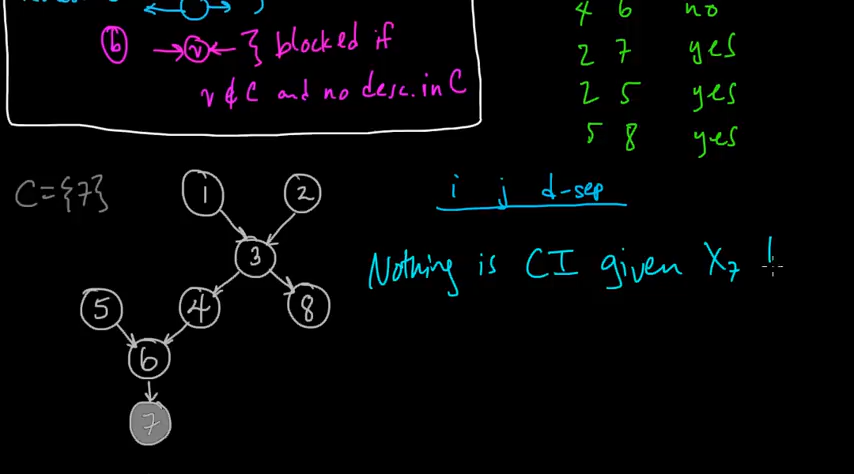 4 6 no
ⓑ →ⓥ← } blocked if
v ∉ C and no desc. in C
2 7 yes
2 5 yes
5 8 yes
C={7}
i j d-sep
Nothing is CI given X₇ !
1 2
3
5 4 8
6
7